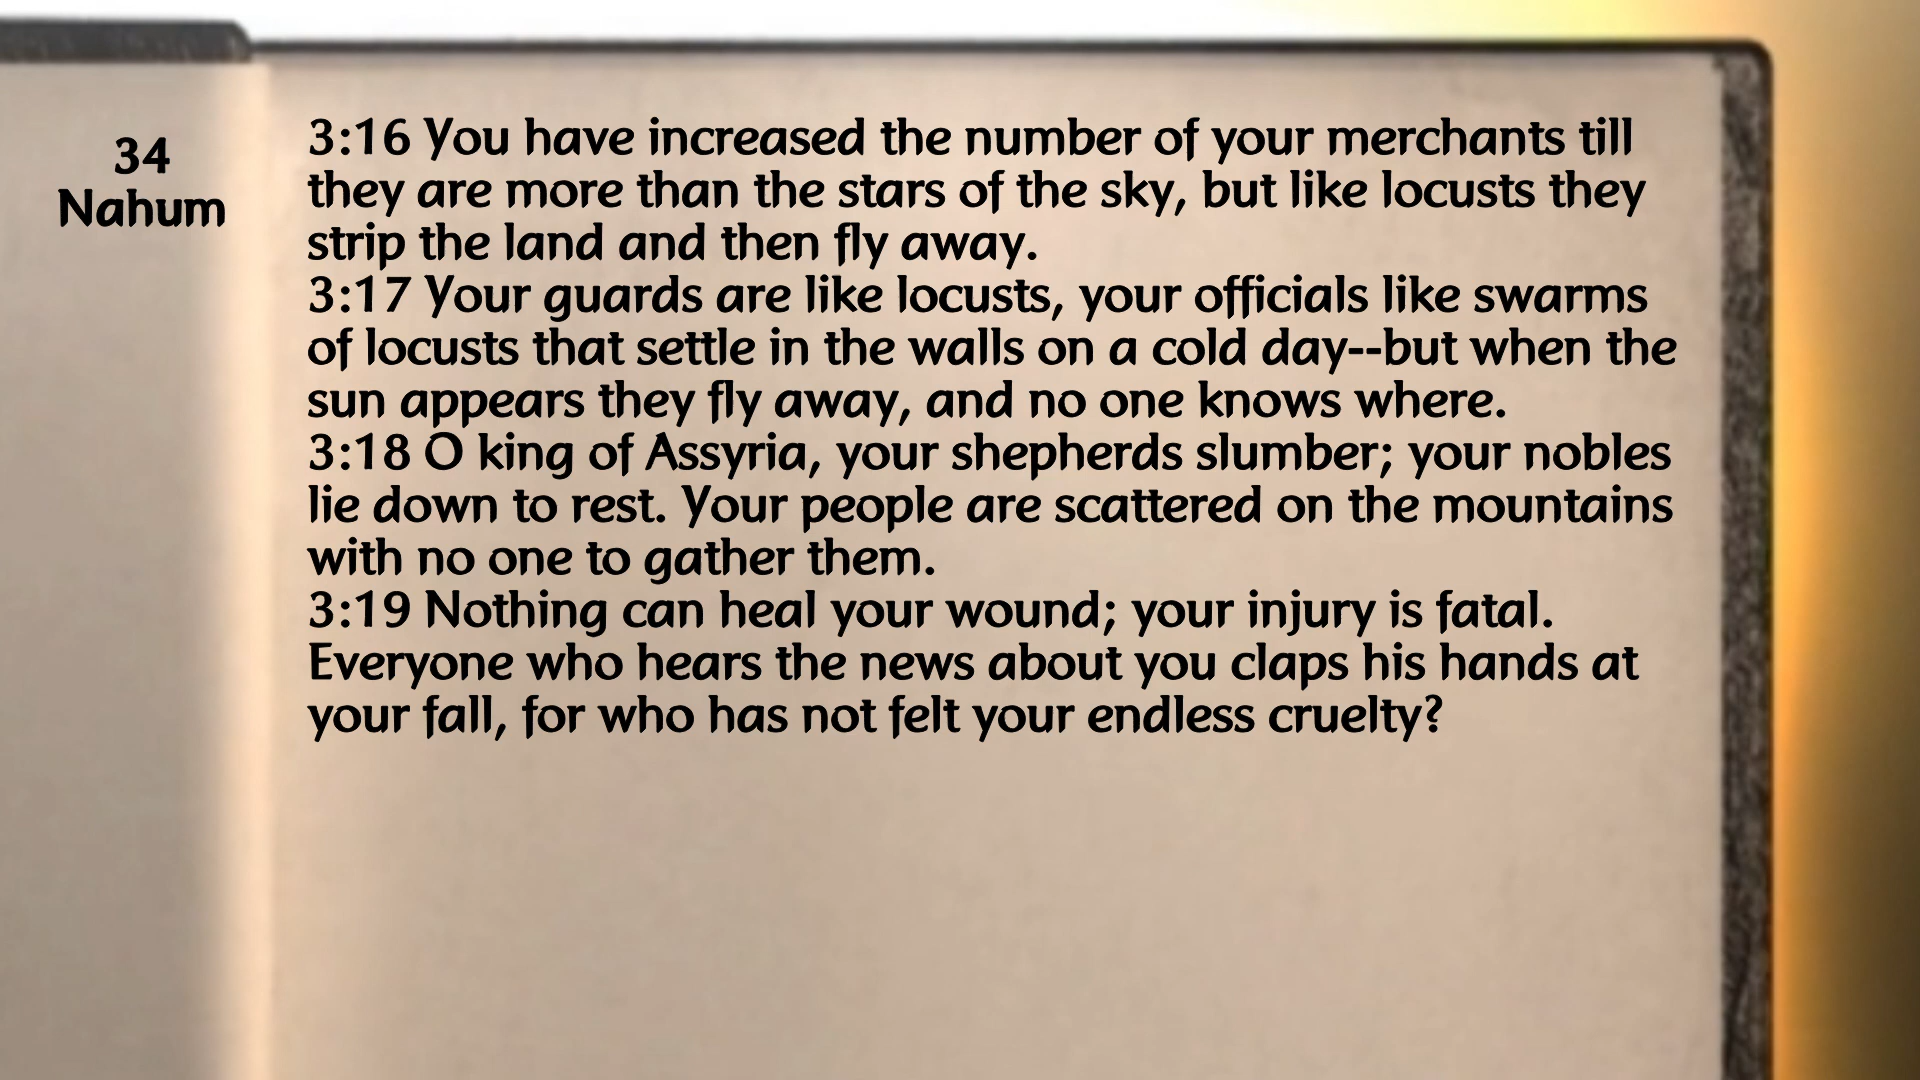 34
Nahum
3:16 You have increased the number of your merchants till
they are more than the stars of the sky, but like locusts they
strip the land and then fly away.
3:17 Your guards are like locusts, your officials like swarms
of locusts that settle in the walls on a cold day--but when the
sun appears they fly away, and no one knows where.
3:18 O king of Assyria, your shepherds slumber; your nobles
lie down to rest. Your people are scattered on the mountains
with no one to gather them.
3:19 Nothing can heal your wound; your injury is fatal.
Everyone who hears the news about you claps his hands at
your fall, for who has not felt your endless cruelty?